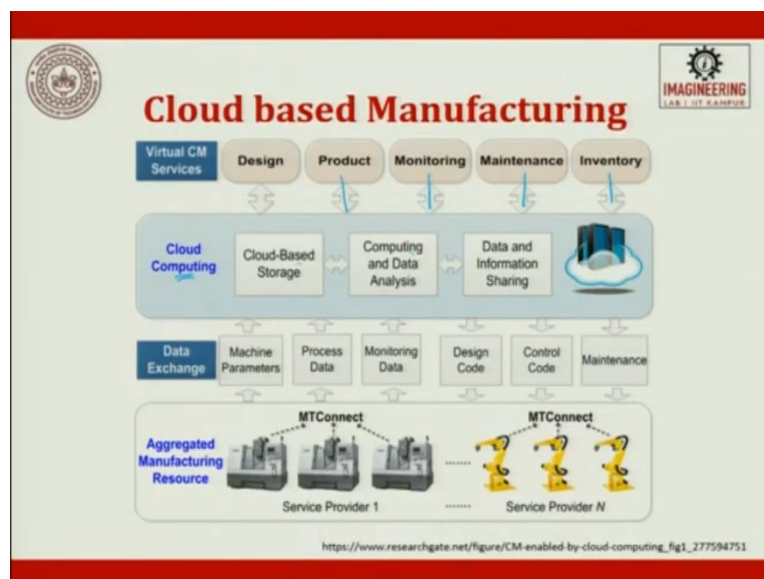 IMAGINEERING
LAB | IIT KANPUR
Cloud based Manufacturing
Virtual CM
Services
Design
Product
Monitoring
Maintenance
Inventory
Cloud
Computing
Cloud-Based
Storage
Computing
and Data
Analysis
Data and
Information
Sharing
Data
Exchange
Machine
Parameters
Process
Data
Monitoring
Data
Design
Code
Control
Code
Maintenance
Aggregated
Manufacturing
Resource
MTConnect
MTConnect
.......
Service Provider 1
.......
Service Provider N
https://www.researchgate.net/figure/CM-enabled-by-cloud-computing_fig1_277594751